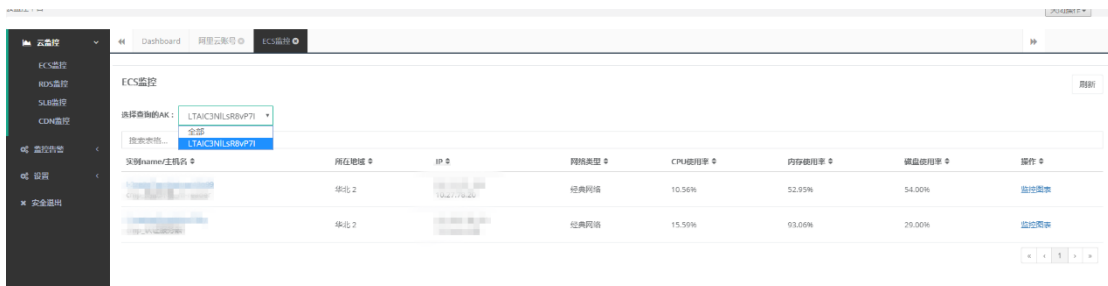 关闭操作
云监控
Dashboard
阿里云账号
ECS监控
ECS监控
RDS监控
SLB监控
CDN监控
监控告警
设置
安全退出
ECS监控
刷新
选择查询的AK：
全部
搜索表格...
实例name/主机名 所在地域 IP 网络类型 CPU使用率 内存使用率 磁盘使用率 操作
华北 2 经典网络 10.56% 52.95% 54.00% 监控图表
华北 2 经典网络 15.59% 93.06% 29.00% 监控图表
« ‹ 1 › »